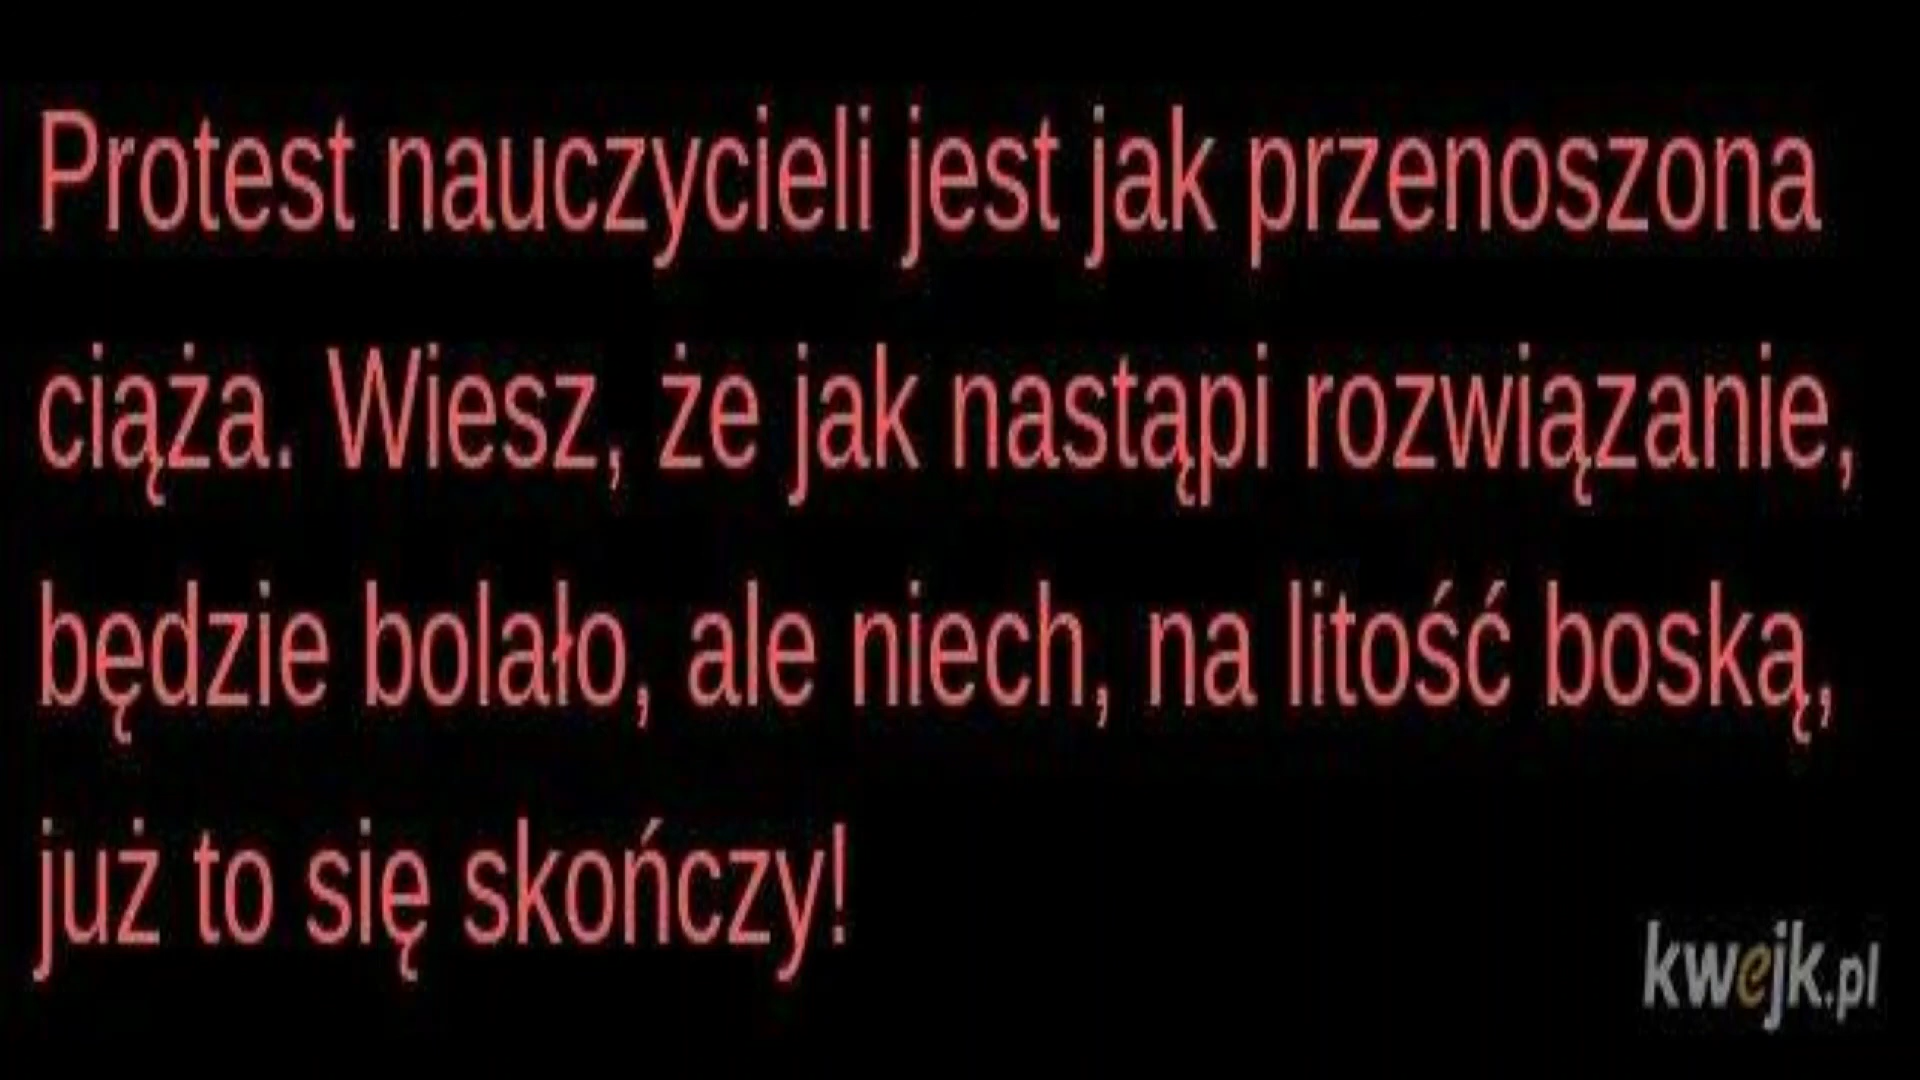 Protest nauczycieli jest jak przenoszona
ciąża. Wiesz, że jak nastąpi rozwiązanie,
będzie bolało, ale niech, na litość boską,
już to się skończy!
kwejk.pl